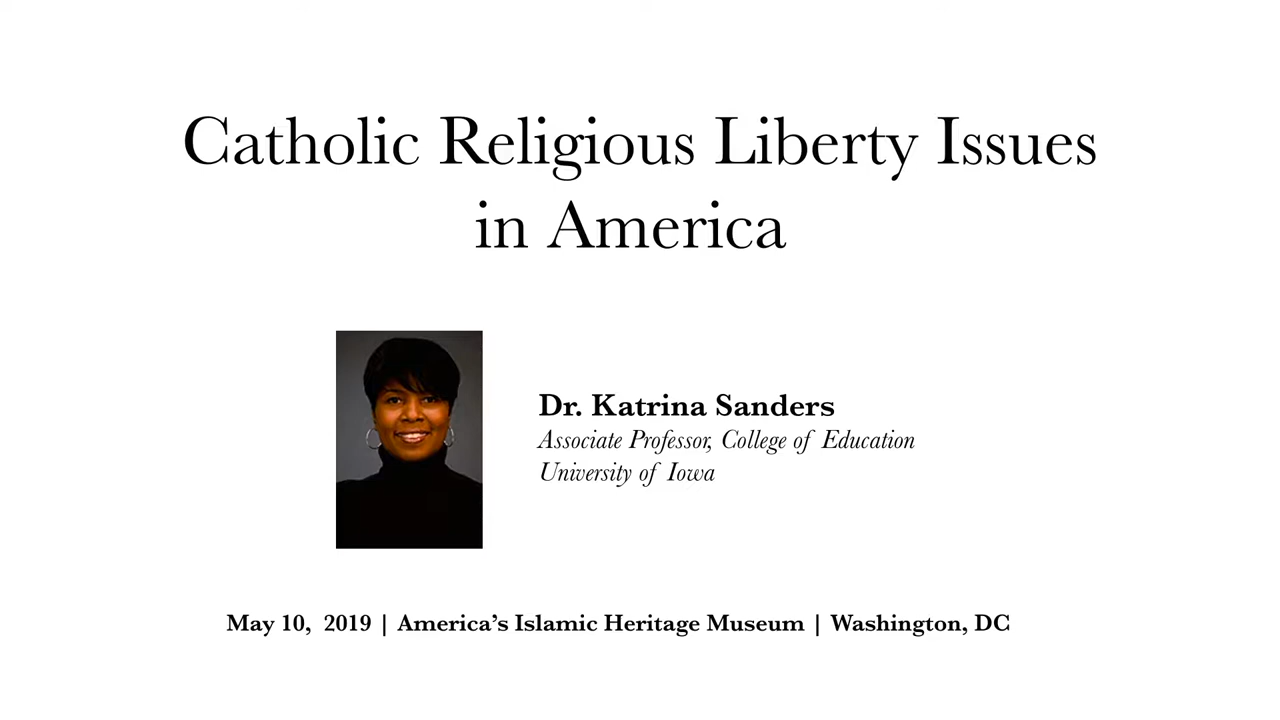 Catholic Religious Liberty Issues
in America
Dr. Katrina Sanders
Associate Professor, College of Education
University of Iowa
May 10, 2019 | America’s Islamic Heritage Museum | Washington, DC